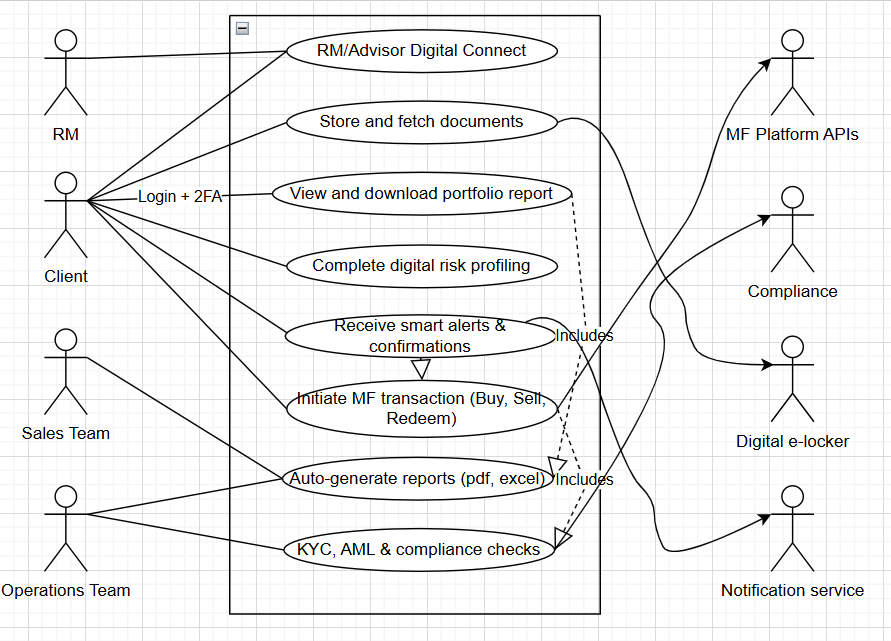 RM/Advisor Digital Connect
RM
MF Platform APIs
Store and fetch documents
Login + 2FA
View and download portfolio report
Client
Compliance
Complete digital risk profiling
Receive smart alerts &
confirmations
Includes
Initiate MF transaction (Buy, Sell,
Redeem)
Sales Team
Digital e-locker
Auto-generate reports (pdf, excel)
Includes
KYC, AML & compliance checks
Operations Team
Notification service